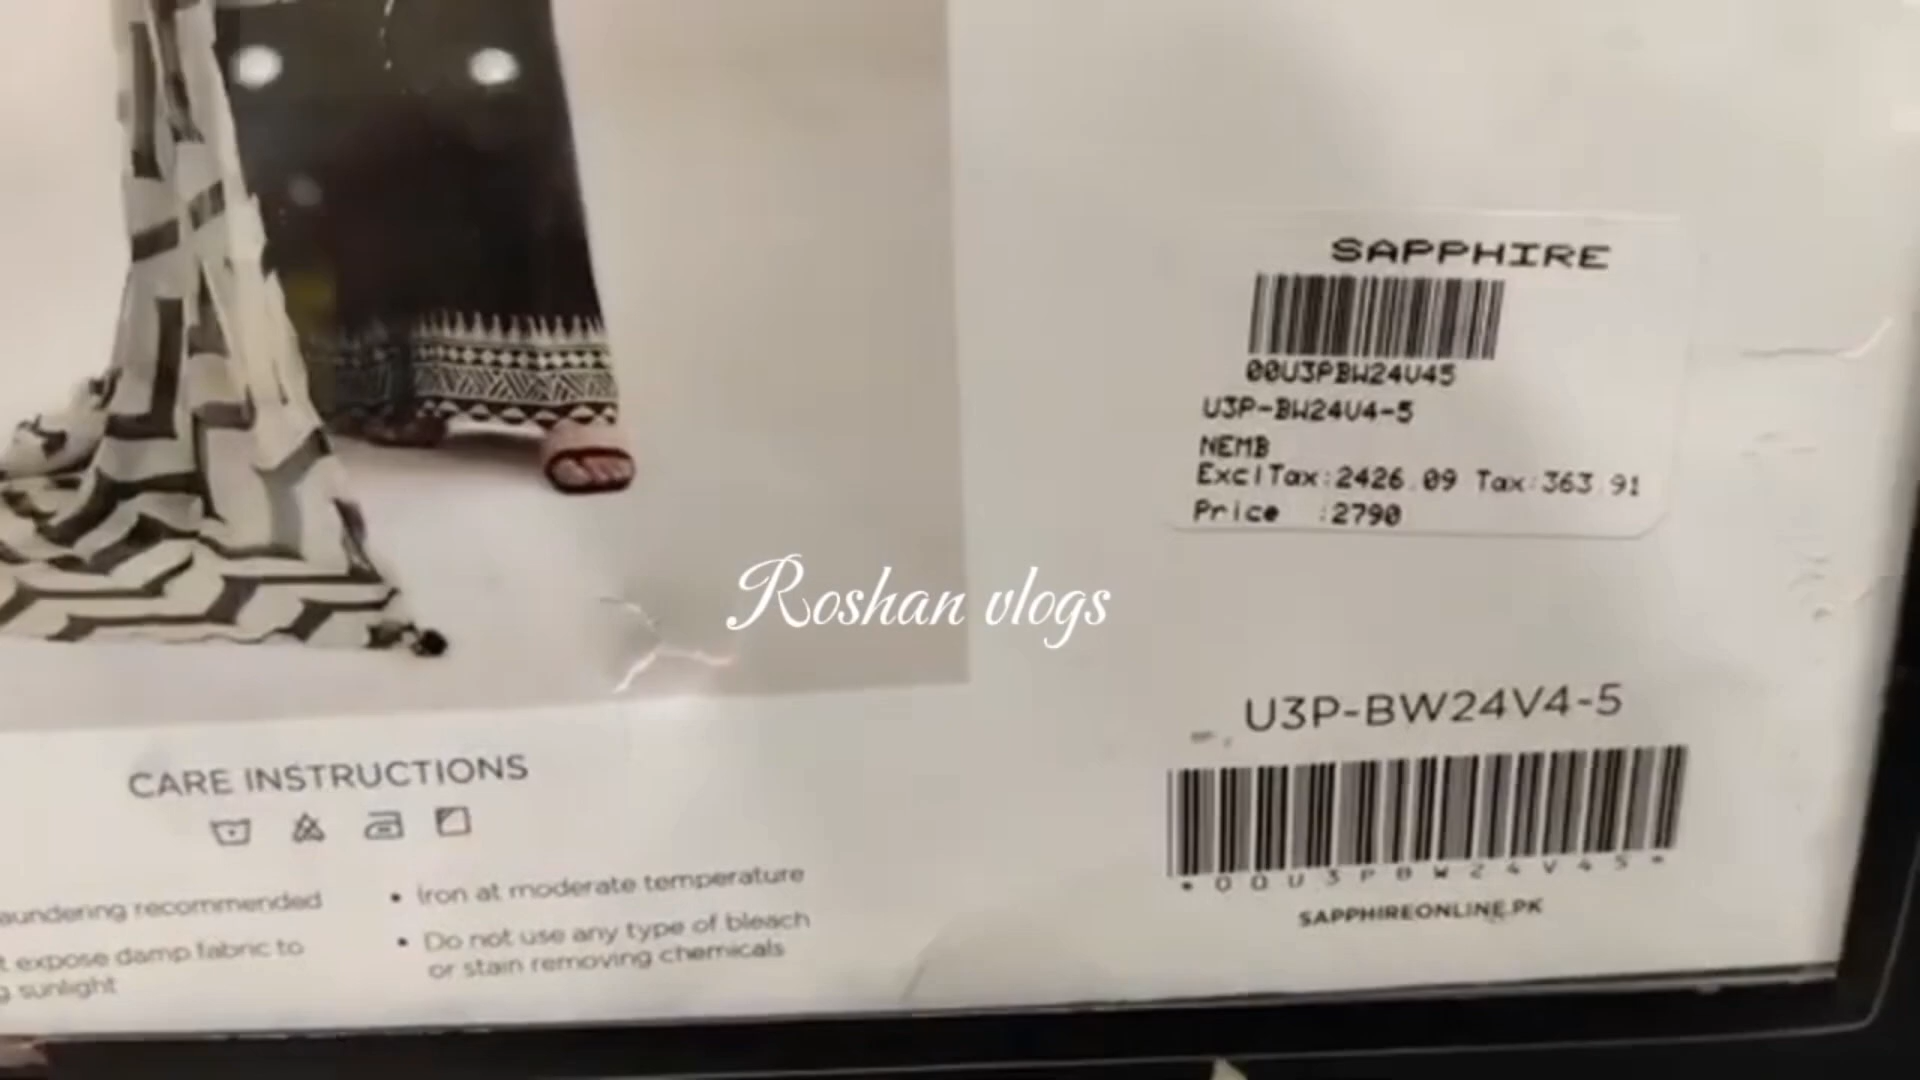 SAPPHIRE
00U3PBW24V45
U3P-BW24V4-5
NEMB
ExclTax:2426.09 Tax:363.91
Price :2790
Roshan vlogs
U3P-BW24V4-5
*00U3PBW24V45*
SAPPHIREONLINE.PK
CARE INSTRUCTIONS
recommended
expose damp fabric to
sunlight
• Iron at moderate temperature
• Do not use any type of bleach
or stain removing chemicals